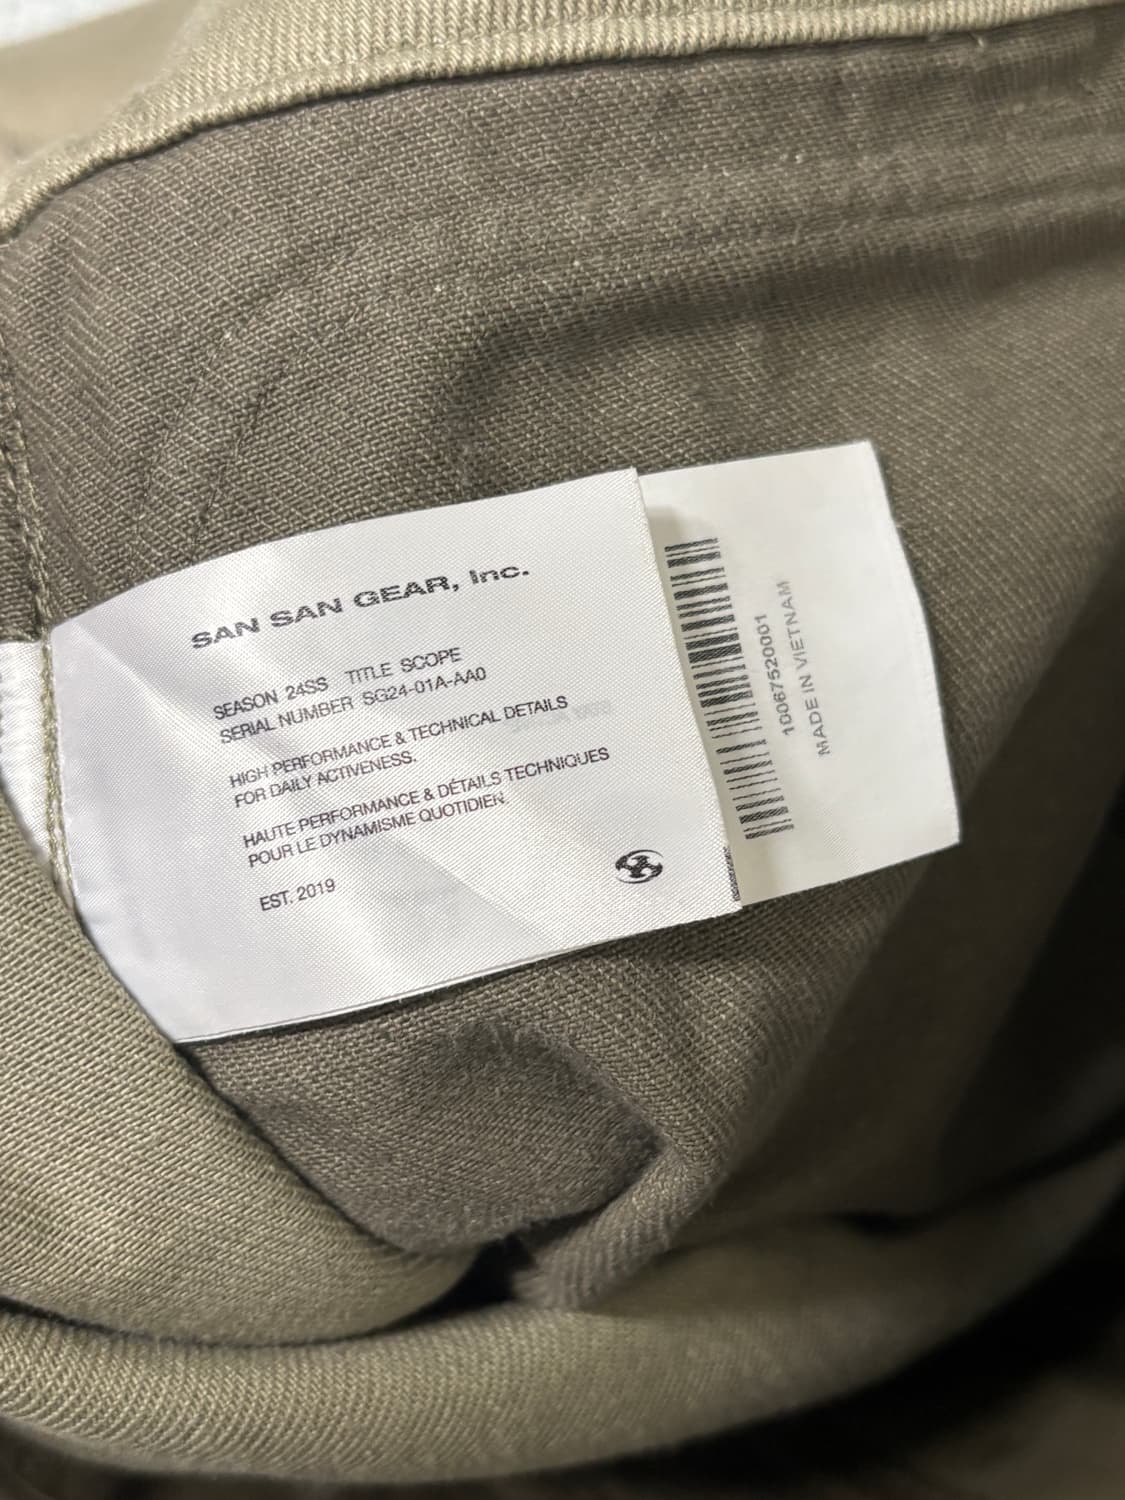 SAN SAN GEAR, Inc.
SEASON 24SS TITLE SCOPE
SERIAL NUMBER SG24-01A-AA0
HIGH PERFORMANCE & TECHNICAL DETAILS
FOR DAILY ACTIVENESS.
HAUTE PERFORMANCE & DÉTAILS TECHNIQUES
POUR LE DYNAMISME QUOTIDIEN.
EST. 2019
10067520001
MADE IN VIETNAM